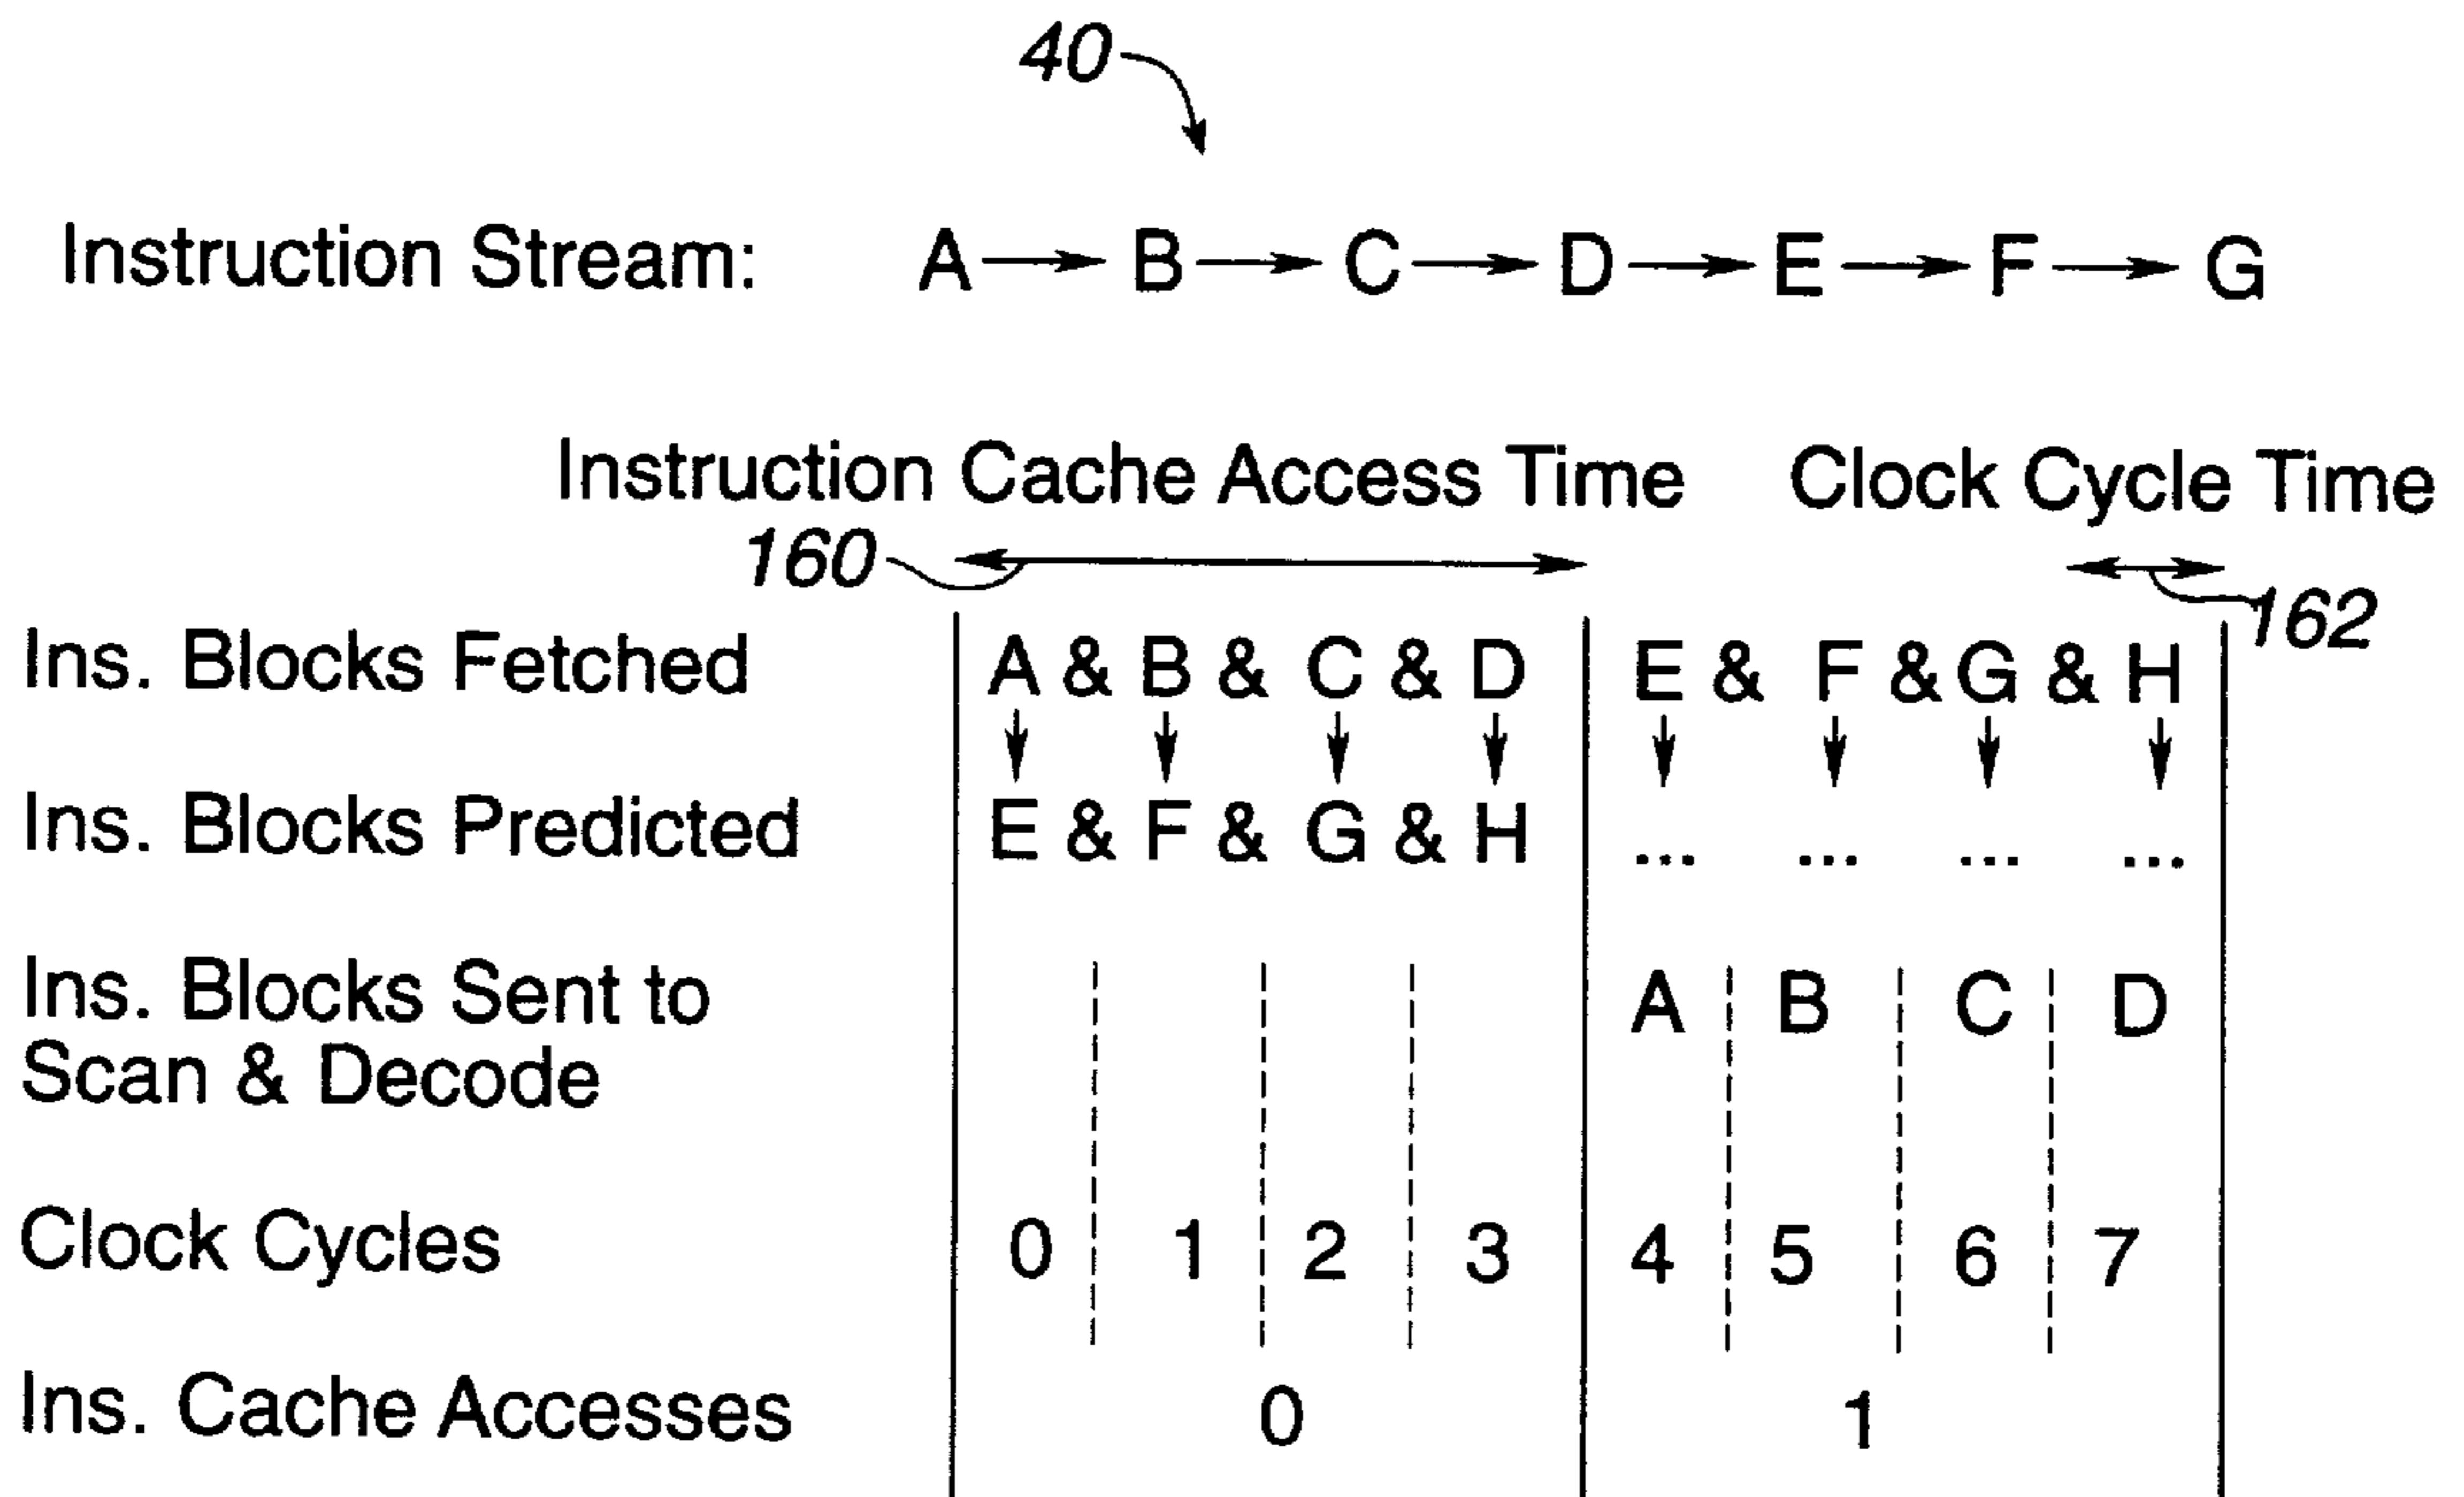 40
Instruction Stream: A B C D E F G
Instruction Cache Access Time Clock Cycle Time
160 162
Ins. Blocks Fetched A & B & C & D E & F & G & H
Ins. Blocks Predicted E & F & G & H ... ... ... ...
Ins. Blocks Sent to A B C D
Scan & Decode
Clock Cycles 0 1 2 3 4 5 6 7
Ins. Cache Accesses 0 1